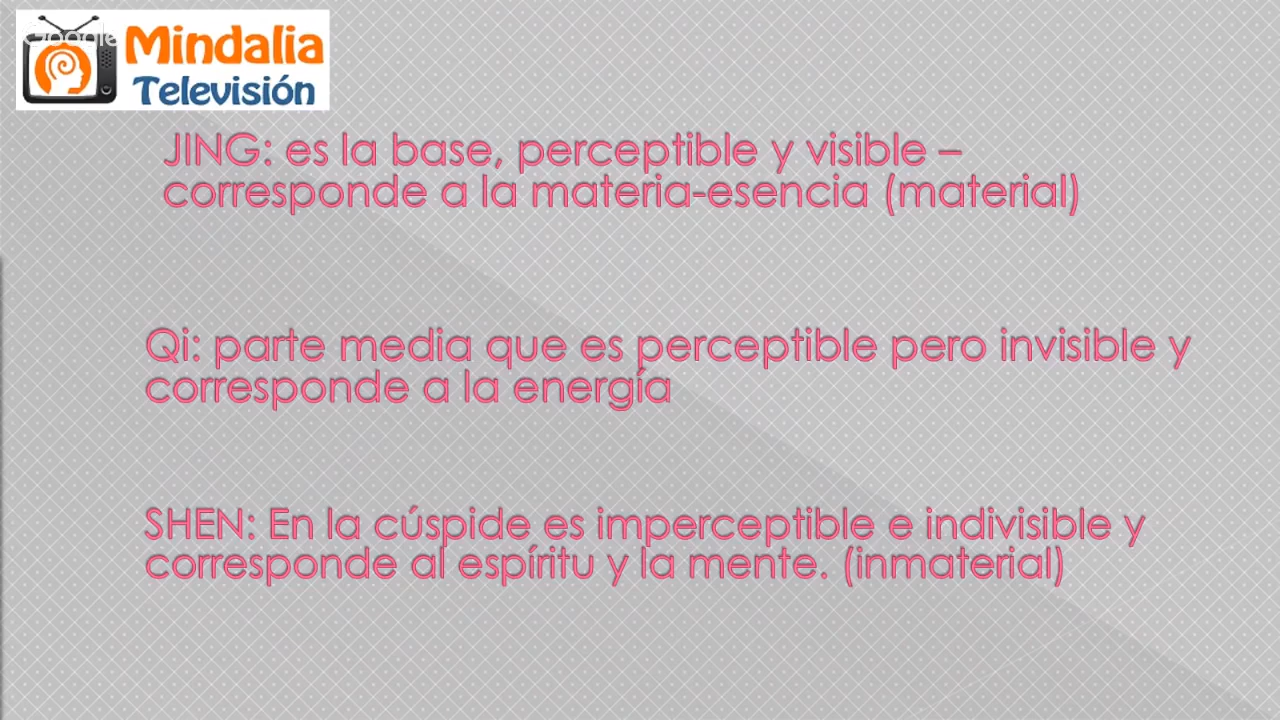 Google
Mindalia
Televisión
JING: es la base, perceptible y visible –
corresponde a la materia-esencia (material)
Qi: parte media que es perceptible pero invisible y
corresponde a la energía
SHEN: En la cúspide es imperceptible e indivisible y
corresponde al espíritu y la mente. (inmaterial)